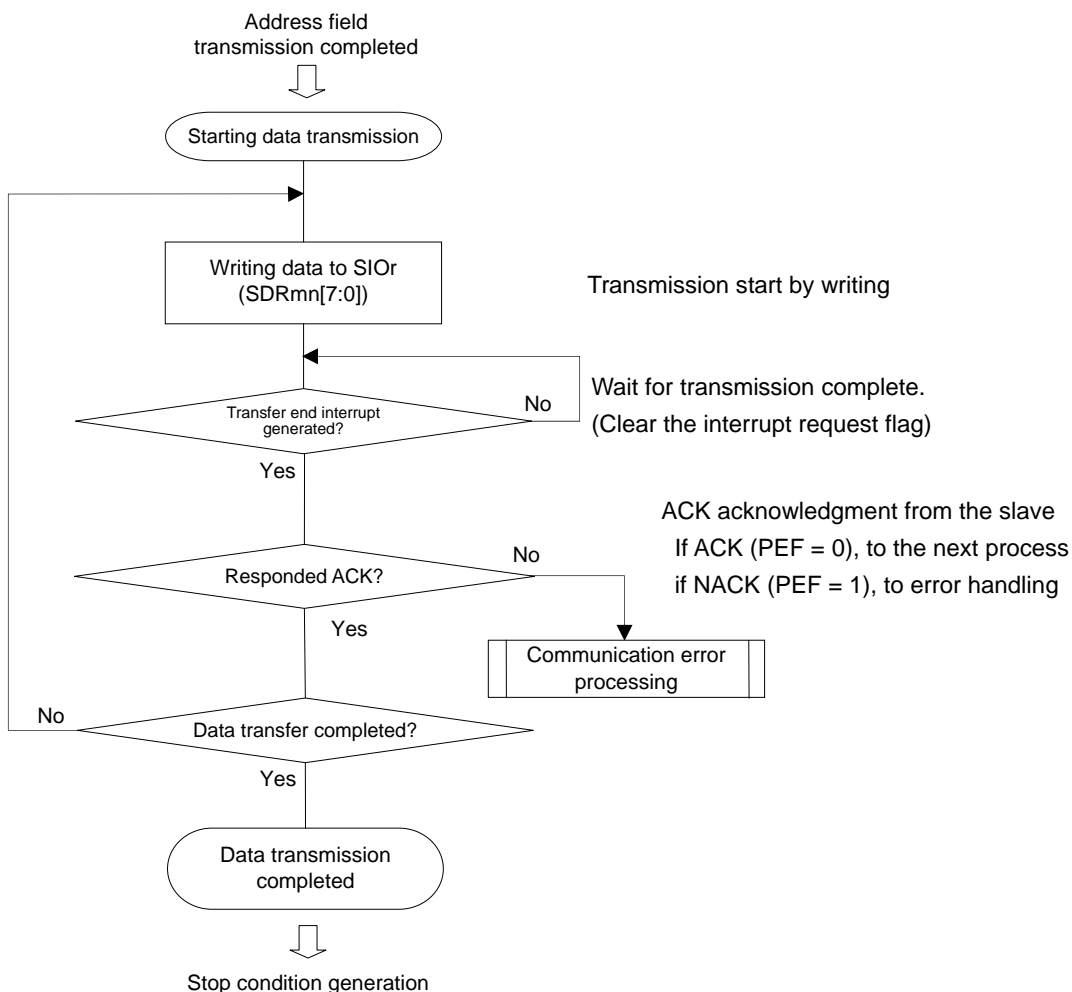 Address field
transmission completed
Starting data transmission
Writing data to SIOr
(SDRmn[7:0])
Transmission start by writing
Transfer end interrupt
generated?
No
Wait for transmission complete.
(Clear the interrupt request flag)
Yes
Responded ACK?
No
ACK acknowledgment from the slave
If ACK (PEF = 0), to the next process
if NACK (PEF = 1), to error handling
Yes
Communication error
processing
No
Data transfer completed?
Yes
Data transmission
completed
Stop condition generation